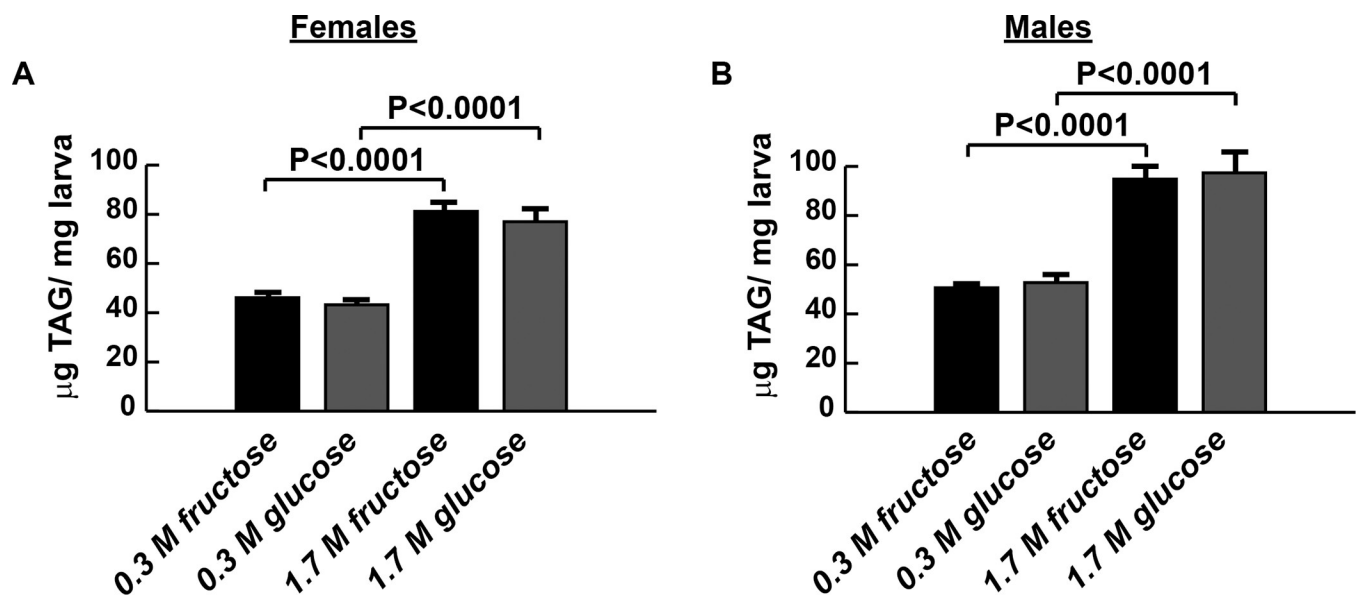 Females
A
P<0.0001
P<0.0001
μg TAG/ mg larva
100
80
60
40
20
0
0.3 M fructose
0.3 M glucose
1.7 M fructose
1.7 M glucose
Males
B
P<0.0001
P<0.0001
μg TAG/ mg larva
100
80
60
40
20
0
0.3 M fructose
0.3 M glucose
1.7 M fructose
1.7 M glucose